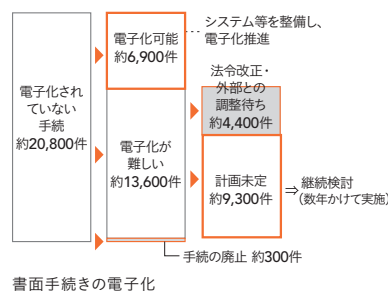 電子化され
ていない
手続
約20,800件
電子化可能
約6,900件
システム等を整備し、
電子化推進
電子化が
難しい
約13,600件
法令改正・
外部との
調整待ち
約4,400件
計画未定
約9,300件
⇒継続検討
(数年かけて実施)
手続の廃止 約300件
書面手続きの電子化